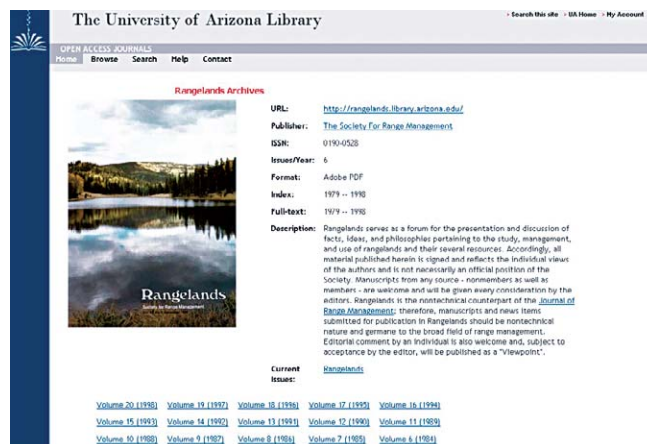 The University of Arizona Library
Search this site UA Home My Account
OPEN ACCESS JOURNALS
Home Browse Search Help Contact
Rangelands Archives
Rangelands
Society for Range Management
URL: http://rangelands.library.arizona.edu/
Publisher: The Society For Range Management
ISSN: 0190-0528
Issues/Year: 6
Format: Adobe PDF
Index: 1979 -- 1998
Full-text: 1979 -- 1998
Description: Rangelands serves as a forum for the presentation and discussion of
facts, ideas, and philosophies pertaining to the study, management,
and use of rangelands and their several resources. Accordingly, all
material published herein is signed and reflects the individual views
of the authors and is not necessarily an official position of the
Society. Manuscripts from any source - nonmembers as well as
members - are welcome and will be given every consideration by the
editors. Rangelands is the nontechnical counterpart of the Journal of
Range Management; therefore, manuscripts and news items
submitted for publication in Rangelands should be nontechnical
nature and germane to the broad field of range management.
Editorial comment by an individual is also welcome and, subject to
acceptance by the editor, will be published as a "Viewpoint".
Current Issues: Rangelands
Volume 20 (1998) Volume 19 (1997) Volume 18 (1996) Volume 17 (1995) Volume 16 (1994)
Volume 15 (1993) Volume 14 (1992) Volume 13 (1991) Volume 12 (1990) Volume 11 (1989)
Volume 10 (1988) Volume 9 (1987) Volume 8 (1986) Volume 7 (1985) Volume 6 (1984)